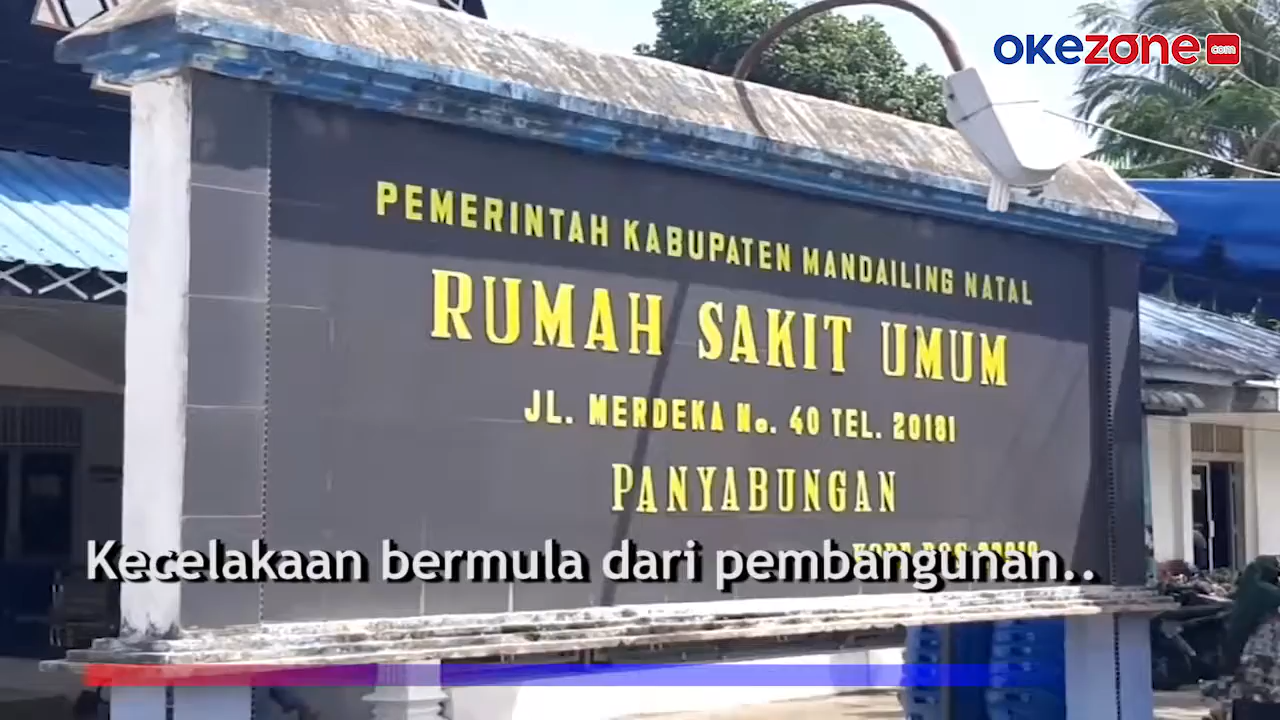 OKEZONE.com
PEMERINTAH KABUPATEN MANDAILING NATAL
RUMAH SAKIT UMUM
JL. MERDEKA No. 40 TEL. 20181
PANYABUNGAN
Kecelakaan bermula dari pembangunan..